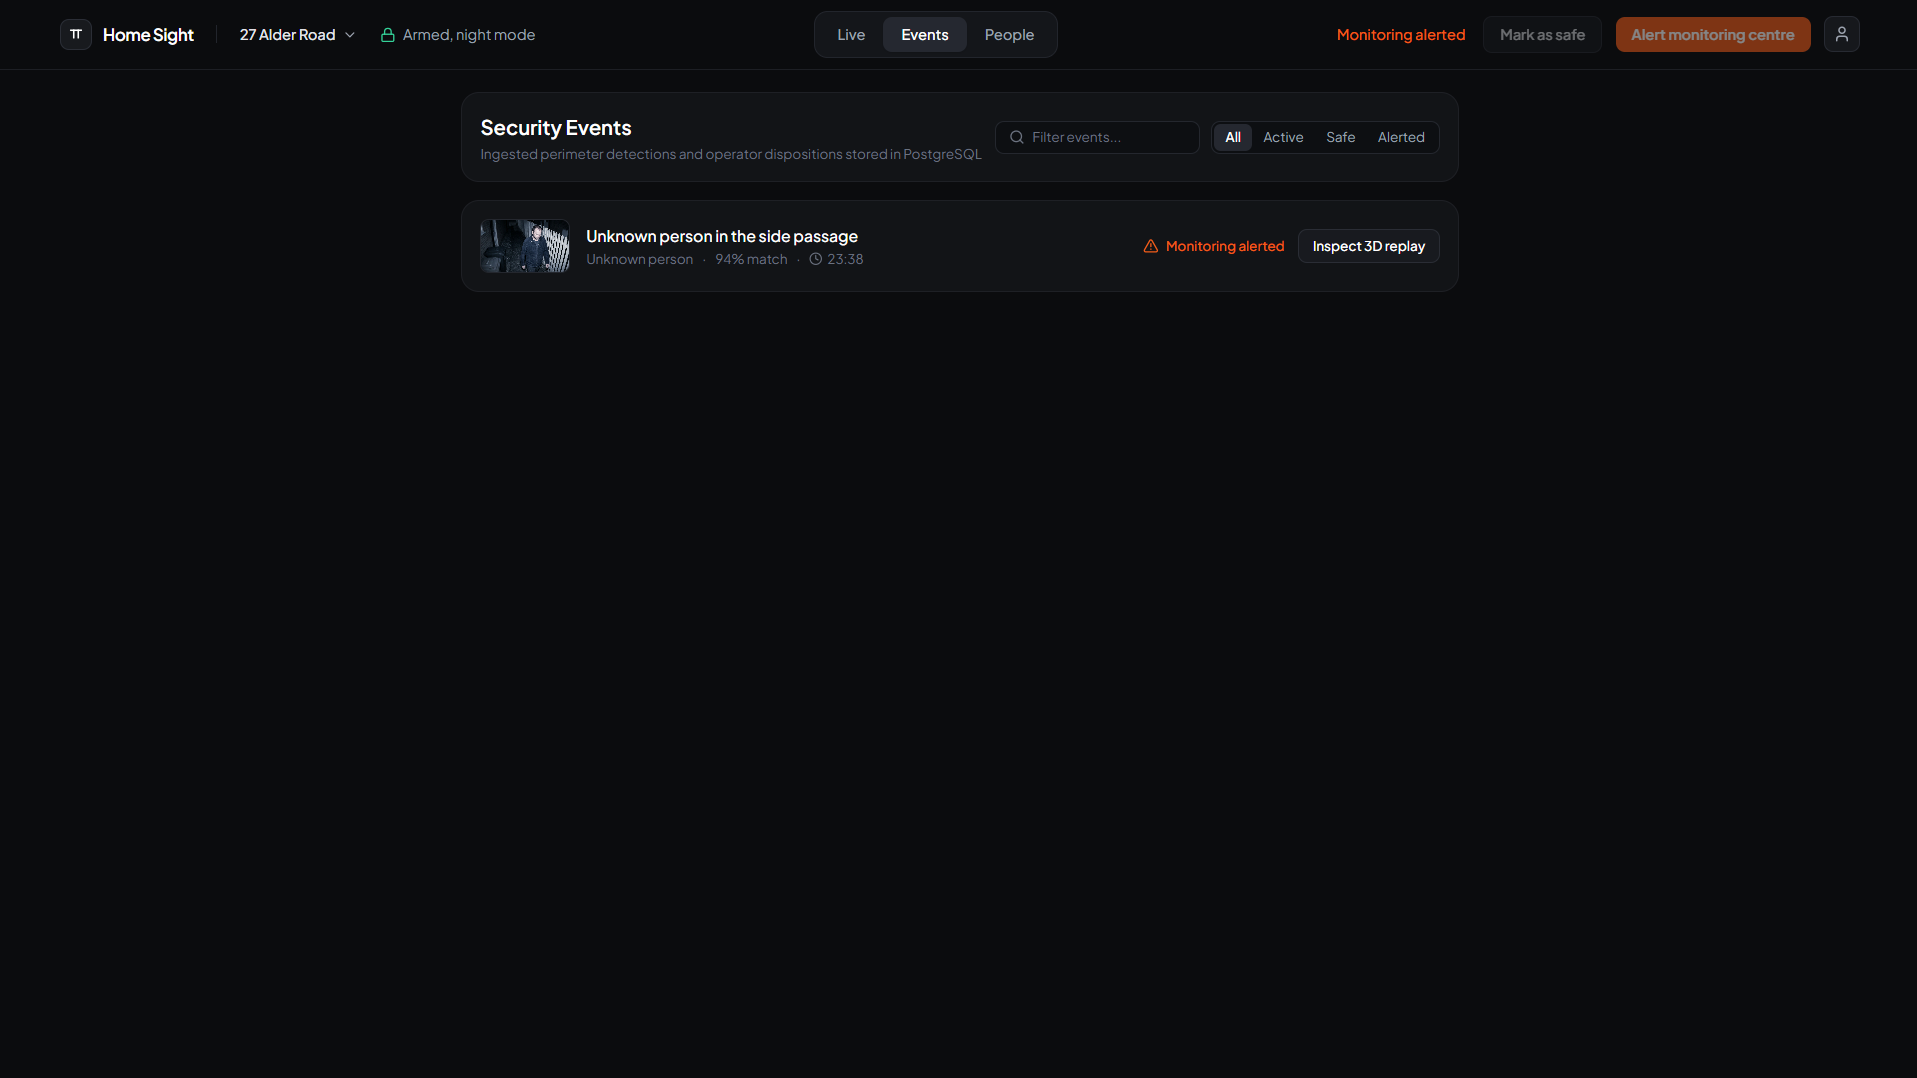 Home Sight
27 Alder Road
Armed, night mode
Live
Events
People
Monitoring alerted
Mark as safe
Alert monitoring centre
Security Events
Ingested perimeter detections and operator dispositions stored in PostgreSQL
Filter events...
All
Active
Safe
Alerted
Unknown person in the side passage
Unknown person · 94% match · 23:38
Monitoring alerted
Inspect 3D replay